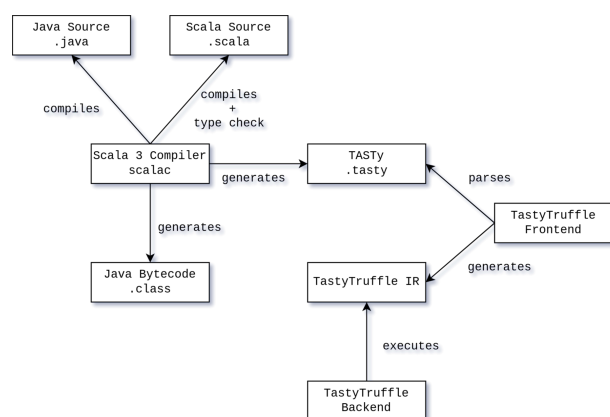 Java Source
.java
Scala Source
.scala
compiles
compiles
+
type check
Scala 3 Compiler
scalac
generates
TASTy
.tasty
parses
TastyTruffle
Frontend
generates
generates
Java Bytecode
.class
TastyTruffle IR
executes
TastyTruffle
Backend